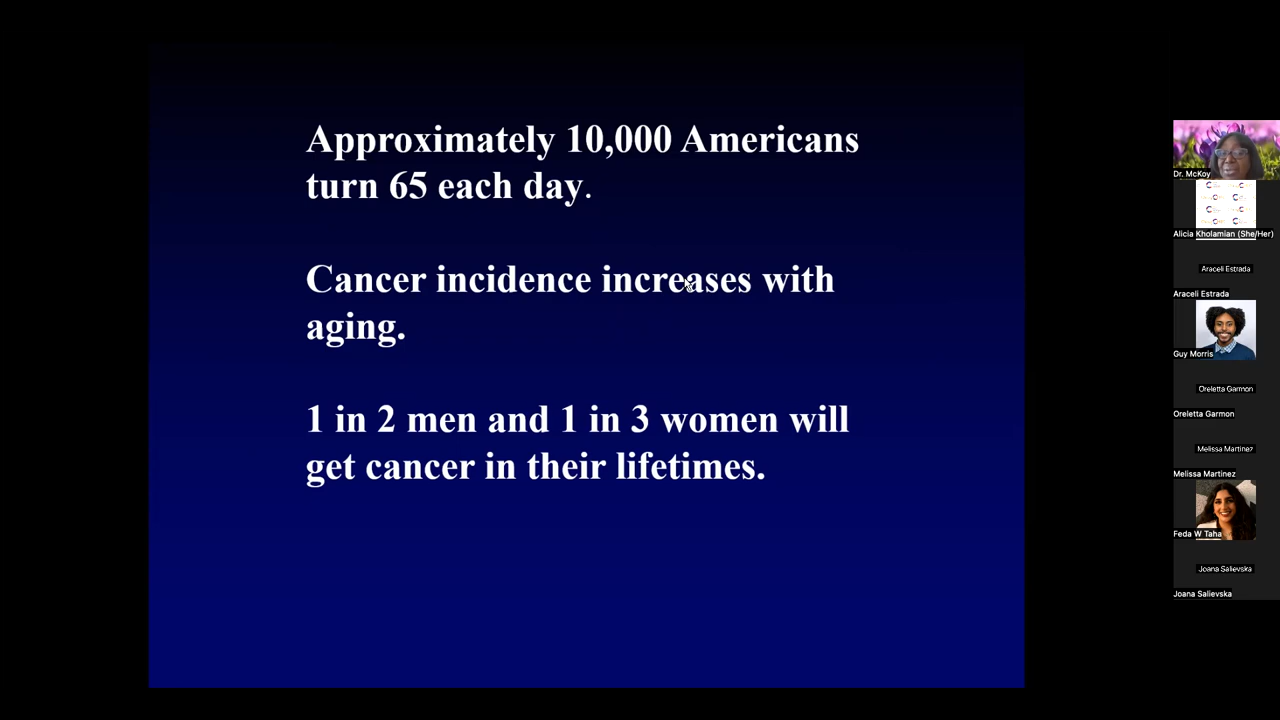 Approximately 10,000 Americans
turn 65 each day.
Cancer incidence increases with
aging.
1 in 2 men and 1 in 3 women will
get cancer in their lifetimes.
Dr. McKoy
Alicia Kholamian (She/Her)
Araceli Estrada
Araceli Estrada
Guy Morris
Oreletta Garmon
Oreletta Garmon
Melissa Martinez
Melissa Martinez
Feda W Taha
Joana Salievska
Joana Salievska